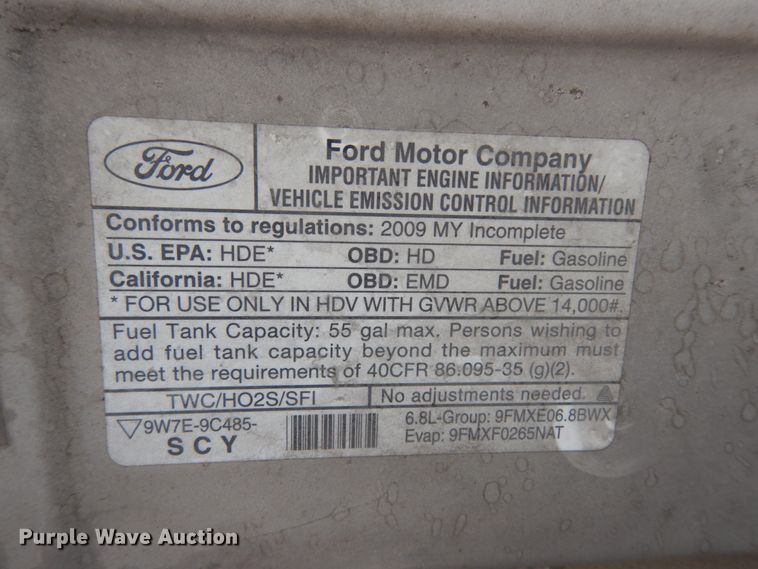 Ford
Ford Motor Company
IMPORTANT ENGINE INFORMATION/
VEHICLE EMISSION CONTROL INFORMATION
Conforms to regulations: 2009 MY Incomplete
U.S. EPA: HDE* OBD: HD Fuel: Gasoline
California: HDE* OBD: EMD Fuel: Gasoline
* FOR USE ONLY IN HDV WITH GVWR ABOVE 14,000#.
Fuel Tank Capacity: 55 gal max. Persons wishing to
add fuel tank capacity beyond the maximum must
meet the requirements of 40CFR 86.095-35 (g)(2).
TWC/HO2S/SFI No adjustments needed.
9W7E-9C485- 6.8L-Group: 9FMXE06.8BWX
SCY Evap: 9FMXF0265NAT
Purple Wave Auction